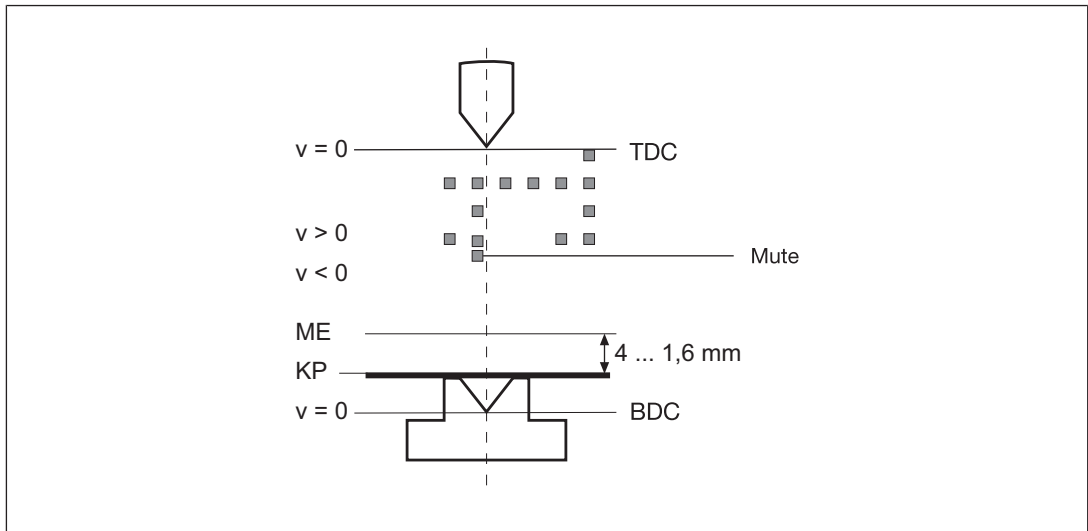 v = 0
TDC
v > 0
Mute
v < 0
ME
4 ... 1,6 mm
KP
v = 0
BDC